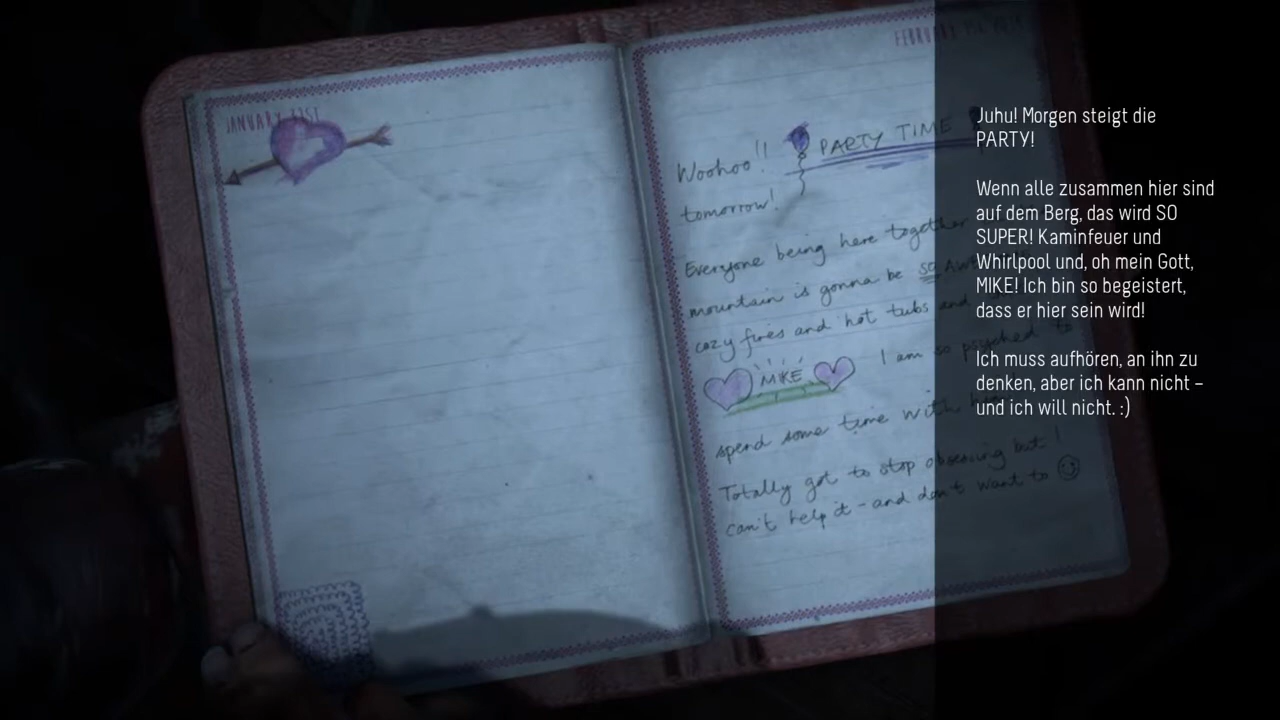 JANUARY 31ST
FEBRUARY
Woohoo!! PARTY TIME
tomorrow!
Everyone being here together
mountain is gonna be so
cozy fires and hot tubs and
MIKE I am so psyched to
spend some time with
Totally got to stop obsessing but I
can't help it - and don't want to
Juhu! Morgen steigt die
PARTY!
Wenn alle zusammen hier sind
auf dem Berg, das wird SO
SUPER! Kaminfeuer und
Whirlpool und, oh mein Gott,
MIKE! Ich bin so begeistert,
dass er hier sein wird!
Ich muss aufhören, an ihn zu
denken, aber ich kann nicht –
und ich will nicht. :)